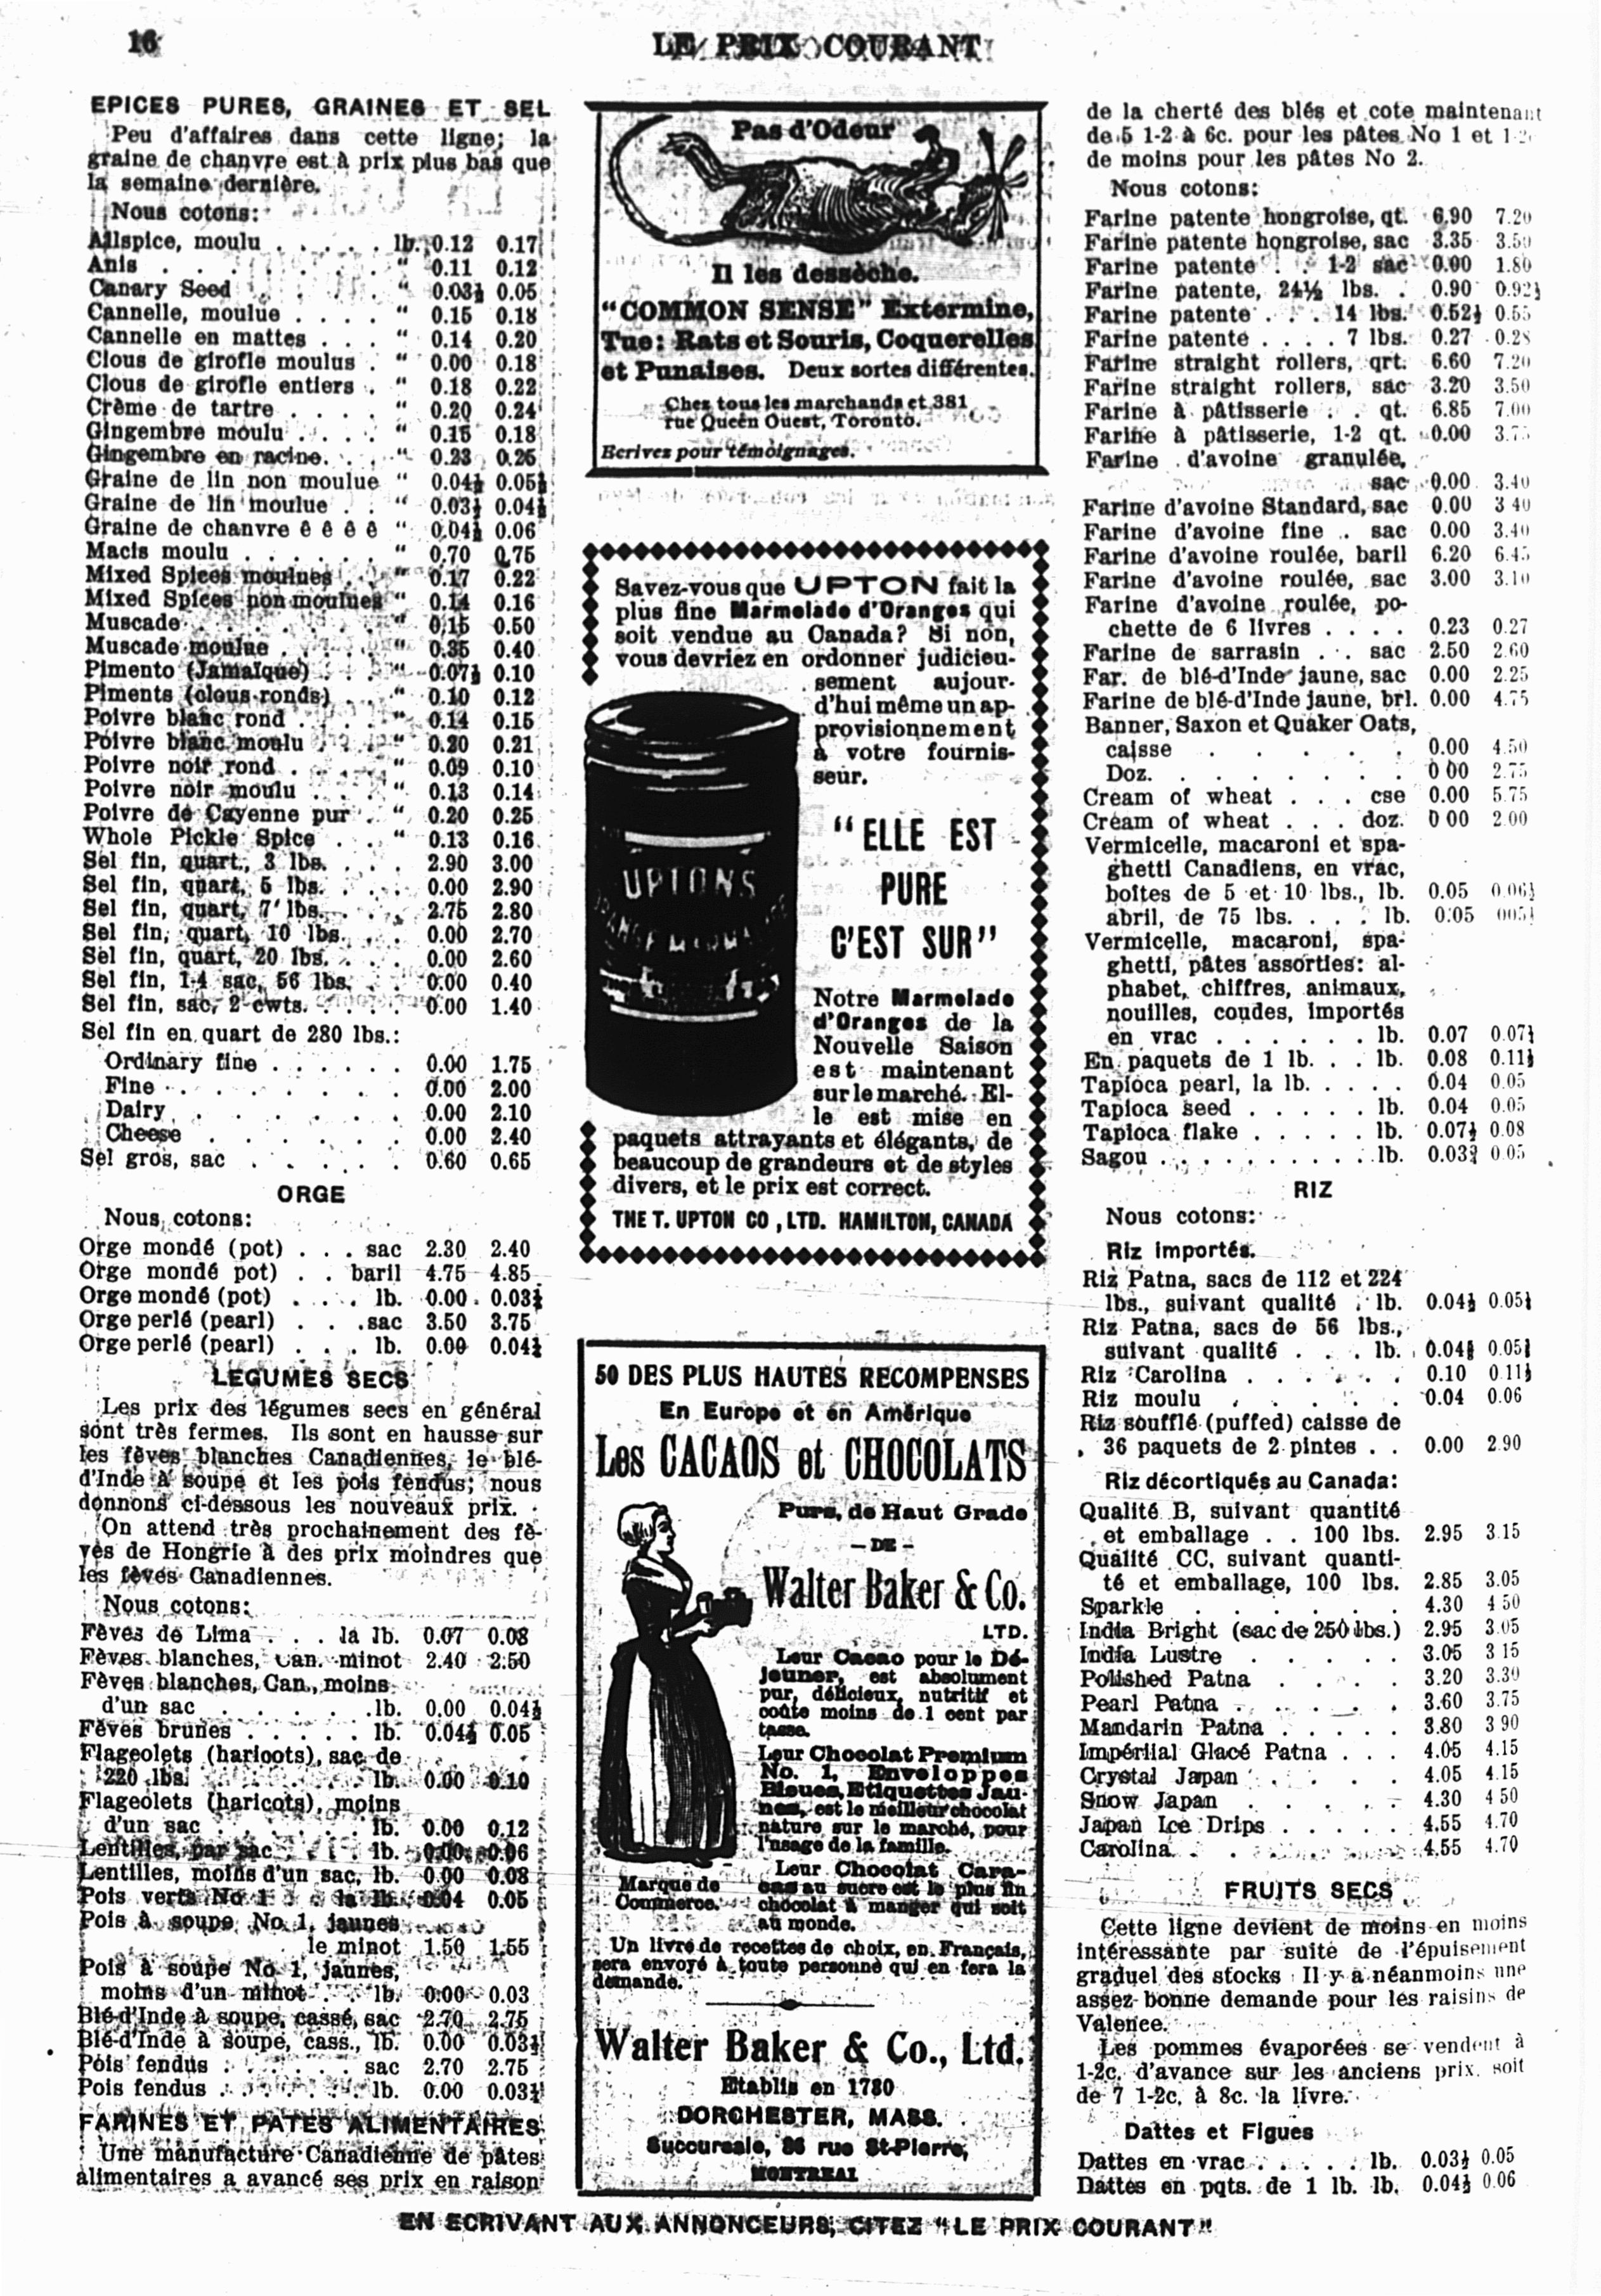 16
LE PRIX COURANT
EPICES PURES, GRAINES ET SEL
Peu d'affaires dans cette ligne; la
graine de chanvre est à prix plus bas que
la semaine dernière.
Nous cotons:
Allspice, moulu . . . . . lb. 0.12 0.17
Anis . . . . . . . . " 0.11 0.12
Canary Seed . . . . . " 0.03½ 0.05
Cannelle, moulue . . . . " 0.15 0.18
Cannelle en mattes . . . " 0.14 0.20
Clous de girofle moulus . " 0.00 0.18
Clous de girofle entiers . " 0.18 0.22
Crème de tartre . . . . " 0.20 0.24
Gingembre moulu . . . . " 0.15 0.18
Gingembre en racine. . . . " 0.23 0.25
Graine de lin non moulue " 0.04½ 0.05½
Graine de lin moulue . . " 0.03½ 0.04½
Graine de chanvre ê ê ê ê " 0.04½ 0.06
Macis moulu . . . . . . " 0.70 0.75
Mixed Spices moulues . . " 0.17 0.22
Mixed Spices non moulues " 0.14 0.16
Muscade . . . . . . . " 0.15 0.50
Muscade moulue . . . . " 0.35 0.40
Pimento (Jamaïque) . . . " 0.07½ 0.10
Piments (clous ronds) . . " 0.10 0.12
Poivre blanc rond . . . . " 0.14 0.15
Poivre blanc moulu . . . " 0.20 0.21
Poivre noir rond . . . . " 0.09 0.10
Poivre noir moulu . . . " 0.13 0.14
Poivre de Cayenne pur . " 0.20 0.25
Whole Pickle Spice . . " 0.13 0.16
Sel fin, quart, 3 lbs. . . . 2.90 3.00
Sel fin, quart, 5 lbs. . . . 0.00 2.90
Sel fin, quart, 7 lbs. . . . 2.75 2.80
Sel fin, quart, 10 lbs. . . . 0.00 2.70
Sel fin, quart, 20 lbs. . . . 0.00 2.60
Sel fin, 1-4 sac, 56 lbs. . . 0.00 0.40
Sel fin, sac, 2 cwts. . . . . 0.00 1.40
Sel fin en quart de 280 lbs.:
Ordinary fine . . . . . . 0.00 1.75
Fine . . . . . . . . 0.00 2.00
Dairy . . . . . . . 0.00 2.10
Cheese . . . . . . . 0.00 2.40
Sel gros, sac . . . . . . 0.60 0.65
ORGE
Nous cotons:
Orge mondé (pot) . . . sac 2.30 2.40
Orge mondé pot) . . baril 4.75 4.85
Orge mondé (pot) . . . . lb. 0.00 0.03½
Orge perlé (pearl) . . . sac 3.50 3.75
Orge perlé (pearl) . . . lb. 0.00 0.04½
LEGUMES SECS
Les prix des légumes secs en général
sont très fermes. Ils sont en hausse sur
les fèves blanches Canadiennes, le blé-
d'Inde à soupe et les pois fendus; nous
donnons ci-dessous les nouveaux prix.
On attend très prochainement des fè-
ves de Hongrie à des prix moindres que
les fèves Canadiennes.
Nous cotons:
Fèves de Lima . . . la lb. 0.07 0.08
Fèves blanches, Can. minot 2.40 2.50
Fèves blanches, Can., moins
d'un sac . . . . . . lb. 0.00 0.04½
Fèves brunes . . . . . lb. 0.04½ 0.05
Flageolets (haricots), sac de
220 lbs. lb. 0.00 0.10
Flageolets (haricots), moins
d'un sac . . . . . . lb. 0.00 0.12
Lentilles, par sac . . . lb. 0.00 0.06
Lentilles, moins d'un sac, lb. 0.00 0.08
Pois verts No 1 . . la lb. 0.04 0.05
Pois à soupe No. 1, jaunes
le minot 1.50 1.55
Pois à soupe No. 1, jaunes,
moins d'un minot . . lb. 0.00 0.03
Blé-d'Inde à soupe, cassé, sac 2.70 2.75
Blé-d'Inde à soupe, cass., lb. 0.00 0.03½
Pois fendus . . . . . sac 2.70 2.75
Pois fendus . . . . . . lb. 0.00 0.03½
FARINES ET PATES ALIMENTAIRES
Une manufacture Canadienne de pâtes
alimentaires a avancé ses prix en raison
Pas d'Odeur
Il les dessèche.
"COMMON SENSE" Extermine,
Tue: Rats et Souris, Coquerelles
et Punaises. Deux sortes différentes.
Chez tous les marchands et 381
rue Queen Ouest, Toronto.
Ecrivez pour témoignages.
Savez-vous que UPTON fait la
plus fine Marmelade d'Oranges qui
soit vendue au Canada? Si non,
vous devriez en ordonner judicieu-
sement aujour-
d'hui même un ap-
provisionnement
à votre fournis-
seur.
UPTONS
"ELLE EST
PURE
C'EST SUR"
Notre Marmelade
d'Oranges de la
Nouvelle Saison
est maintenant
sur le marché. El-
le est mise en
paquets attrayants et élégants, de
beaucoup de grandeurs et de styles
divers, et le prix est correct.
THE T. UPTON CO., LTD. HAMILTON, CANADA
50 DES PLUS HAUTES RECOMPENSES
En Europe et en Amérique
Les CACAOS et CHOCOLATS
Purs, de Haut Grade
— DE —
Walter Baker & Co.
LTD.
Leur Cacao pour le Dé-
jeuner, est absolument
pur, délicieux, nutritif et
coûte moins de 1 cent par
tasse.
Leur Chocolat Premium
No. 1, Enveloppes
Bleues, Etiquettes Jau-
nes, est le meilleur chocolat
nature sur le marché, pour
l'usage de la famille.
Leur Chocolat Cara-
cas au sucre est le plus fin
chocolat à manger qui soit
au monde.
Marque de
Commerce.
Un livre de recettes de choix, en Français,
sera envoyé à toute personne qui en fera la
demande.
Walter Baker & Co., Ltd.
Etablis en 1780
DORCHESTER, MASS.
Succursale, 86 rue St-Pierre,
MONTREAL
de la cherté des blés et cote maintenant
de 5 1-2 à 6c. pour les pâtes No 1 et 1-2c
de moins pour les pâtes No 2.
Nous cotons:
Farine patente hongroise, qt. 6.90 7.20
Farine patente hongroise, sac 3.35 3.50
Farine patente . . 1-2 sac 0.00 1.80
Farine patente, 24½ lbs. . 0.90 0.92½
Farine patente . . . 14 lbs. 0.52½ 0.55
Farine patente . . . . 7 lbs. 0.27 0.28
Farine straight rollers, qrt. 6.60 7.20
Farine straight rollers, sac 3.20 3.50
Farine à pâtisserie . . qt. 6.85 7.00
Farine à pâtisserie, 1-2 qt. 0.00 3.75
Farine d'avoine granulée,
sac 0.00 3.40
Farine d'avoine Standard, sac 0.00 3 40
Farine d'avoine fine . sac 0.00 3.40
Farine d'avoine roulée, baril 6.20 6.45
Farine d'avoine roulée, sac 3.00 3.10
Farine d'avoine roulée, po-
chette de 6 livres . . . . 0.23 0.27
Farine de sarrasin . . sac 2.50 2.60
Far. de blé-d'Inde jaune, sac 0.00 2.25
Farine de blé-d'Inde jaune, brl. 0.00 4.75
Banner, Saxon et Quaker Oats,
caisse . . . . . . 0.00 4.50
Doz. . . . . . . . 0 00 2.75
Cream of wheat . . . cse 0.00 5.75
Cream of wheat . . . doz. 0 00 2.00
Vermicelle, macaroni et spa-
ghetti Canadiens, en vrac,
boîtes de 5 et 10 lbs., lb. 0.05 0.06½
abril, de 75 lbs. . . . lb. 0.05 005½
Vermicelle, macaroni, spa-
ghetti, pâtes assorties: al-
phabet, chiffres, animaux,
nouilles, coudes, importés
en vrac . . . . . . lb. 0.07 0.07½
En paquets de 1 lb. . . lb. 0.08 0.11½
Tapioca pearl, la lb. . . . . 0.04 0.05
Tapioca seed . . . . . lb. 0.04 0.05
Tapioca flake . . . . . lb. 0.07½ 0.08
Sagou . . . . . . . . . lb. 0.03¾ 0.05
RIZ
Nous cotons:
Riz importés.
Riz Patna, sacs de 112 et 224
lbs., suivant qualité . lb. 0.04½ 0.05½
Riz Patna, sacs de 56 lbs.,
suivant qualité . . . lb.
Riz Carolina . . . . . . 0.10 0.11½
Riz moulu . . . . . . 0.04 0.06
Riz soufflé (puffed) caisse de
36 paquets de 2 pintes . . 0.00 2.90
Riz décortiqués au Canada:
Qualité B, suivant quantité
et emballage . . 100 lbs. 2.95 3.15
Qualité CC, suivant quanti-
té et emballage, 100 lbs. 2.85 3.05
Sparkle . . . . . . . 4.30 4 50
India Bright (sac de 250 lbs.) 2.95 3.05
India Lustre . . . . . 3.05 3 15
Polished Patna . . . . 3.20 3.30
Pearl Patna . . . . . . 3.60 3.75
Mandarin Patna . . . . . 3.80 3 90
Impérlial Glacé Patna . . . 4.05 4.15
Crystal Japan . . . . . 4.05 4.15
Snow Japan . . . . . 4.30 4 50
Japan Ice Drips . . . . . 4.55 4.70
Carolina . . . . . . . 4.55 4.70
FRUITS SECS
Cette ligne devient de moins en moins
intéressante par suite de l'épuisement
graduel des stocks Il y a néanmoins une
assez bonne demande pour les raisins de
Valence.
Les pommes évaporées se vendent à
1-2c. d'avance sur les anciens prix, soit
de 7 1-2c. à 8c. la livre.
Dattes et Figues
Dattes en vrac . . . . . lb. 0.03½ 0.05
Dattes en pqts. de 1 lb. lb. 0.04½ 0.06
EN ECRIVANT AUX ANNONCEURS, CITEZ "LE PRIX COURANT"